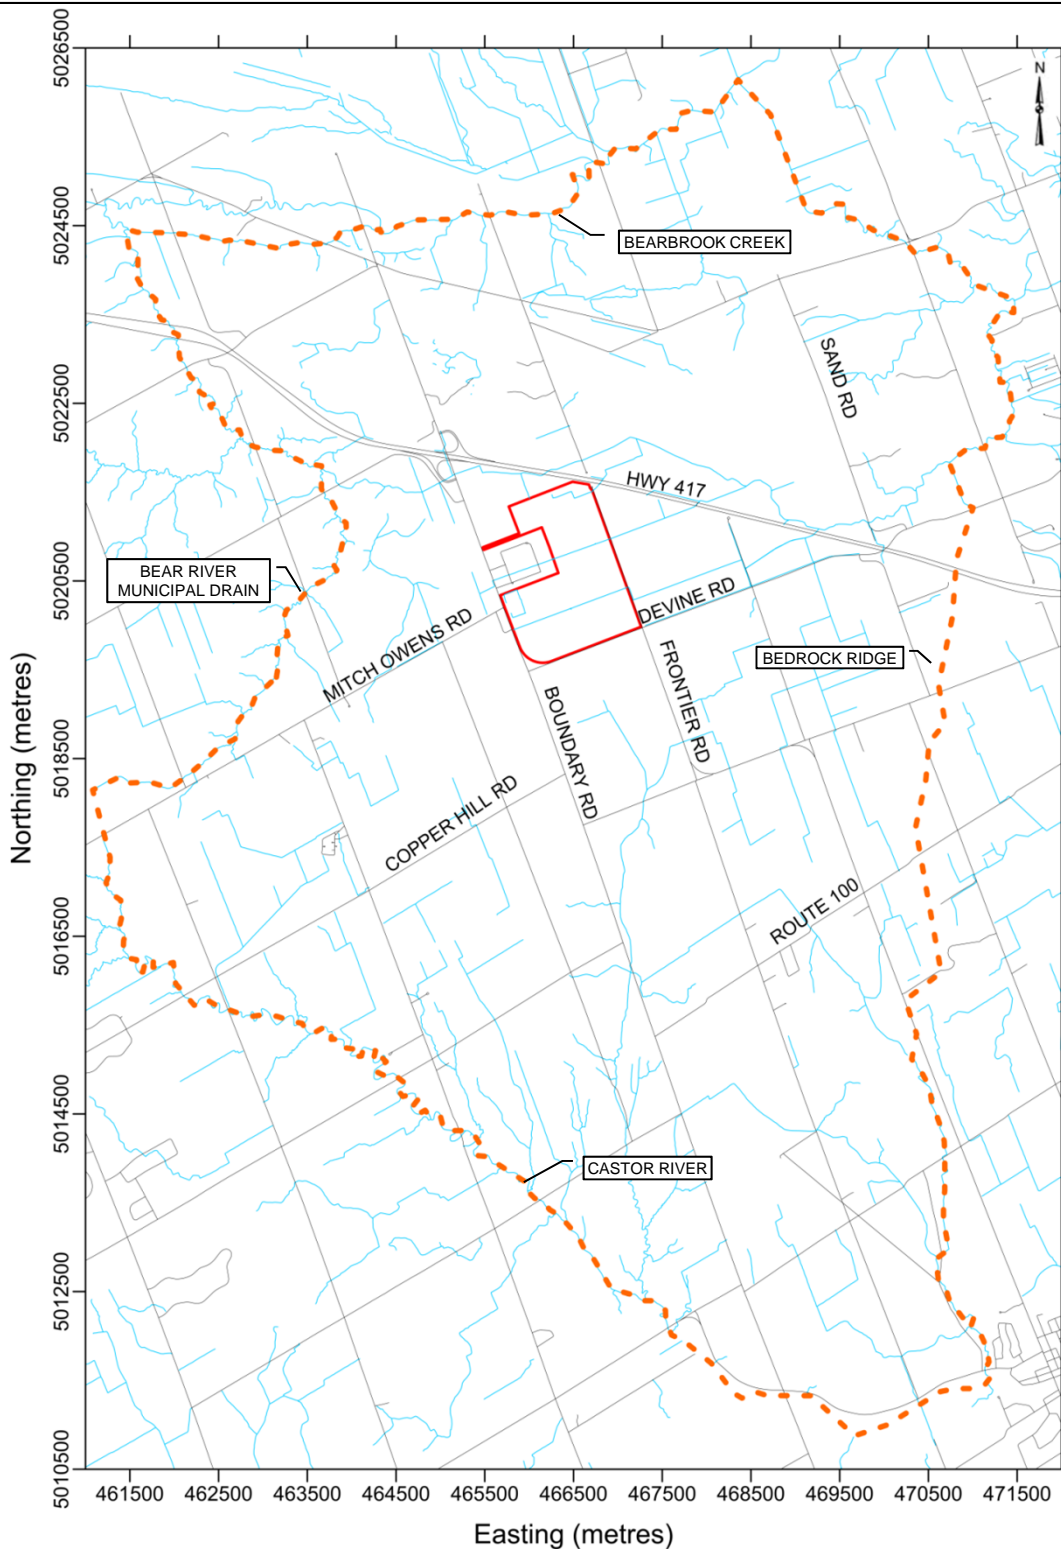 N
BEARBROOK CREEK
SAND RD
HWY 417
BEAR RIVER
MUNICIPAL DRAIN
MITCH OWENS RD
DEVINE RD
BEDROCK RIDGE
FRONTIER RD
BOUNDARY RD
COPPER HILL RD
ROUTE 100
CASTOR RIVER
Northing (metres)
5026500
5024500
5022500
5020500
5018500
5016500
5014500
5012500
5010500
461500 462500 463500 464500 465500 466500 467500 468500 469500 470500 471500
Easting (metres)